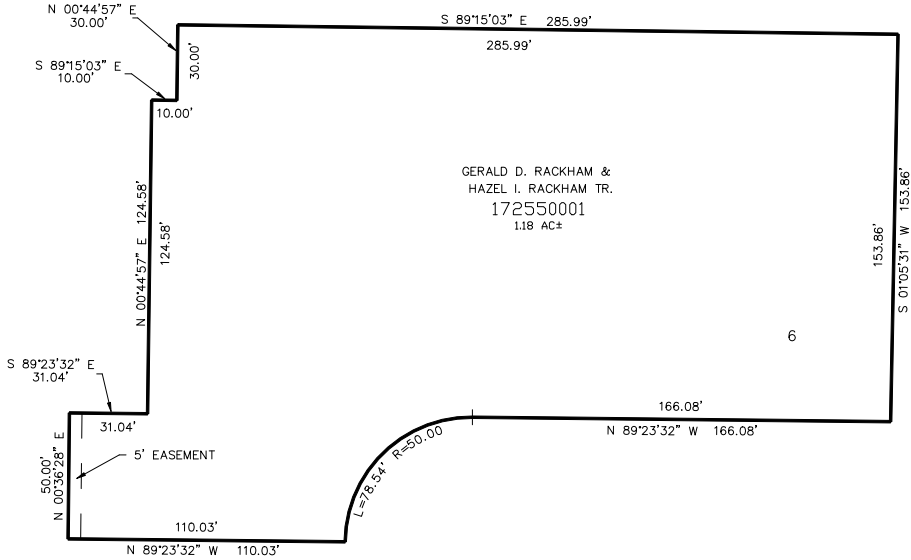 N 00°44'57" E
30.00'
S 89°15'03" E 285.99'
285.99'
30.00'
S 89°15'03" E
10.00'
10.00'
GERALD D. RACKHAM &
HAZEL I. RACKHAM TR.
172550001
1.18 AC±
N 00°44'57" E 124.58'
124.58'
153.86'
S 01°05'31" W 153.86'
6
S 89°23'32" E
31.04'
31.04'
166.08'
N 89°23'32" W 166.08'
L=78.54' R=50.00
50.00'
N 00°36'28" E
5' EASEMENT
110.03'
N 89°23'32" W 110.03'